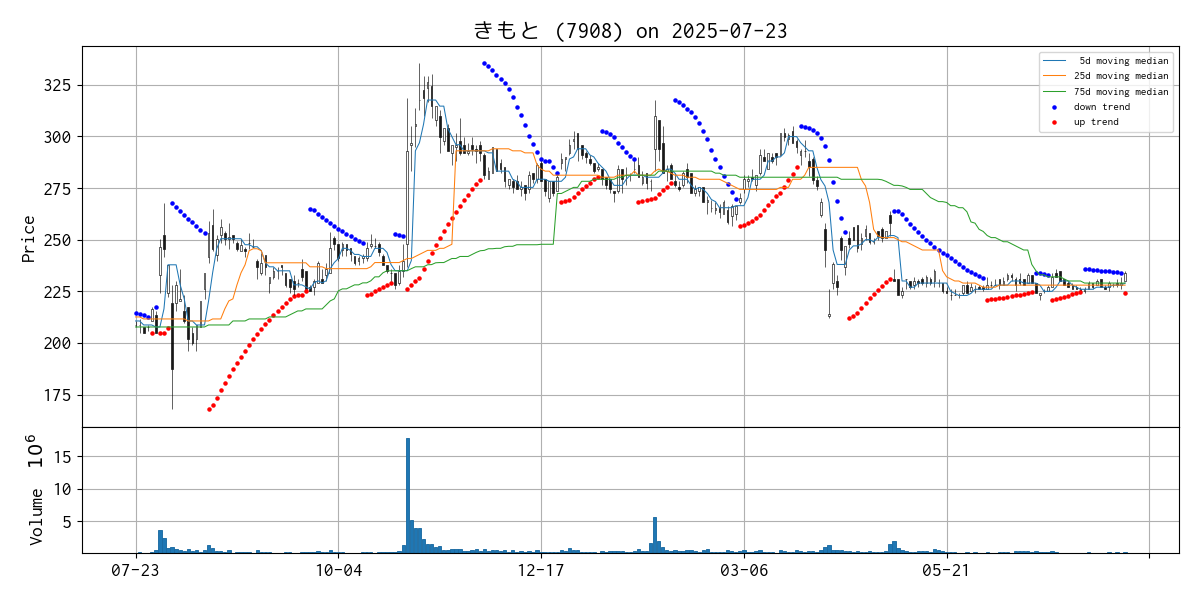 きもと (7908) on 2025-07-23
5d moving median
25d moving median
75d moving median
down trend
up trend
Price
325
300
275
250
225
200
175
Volume 10^6
15
10
5
07-23 10-04 12-17 03-06 05-21